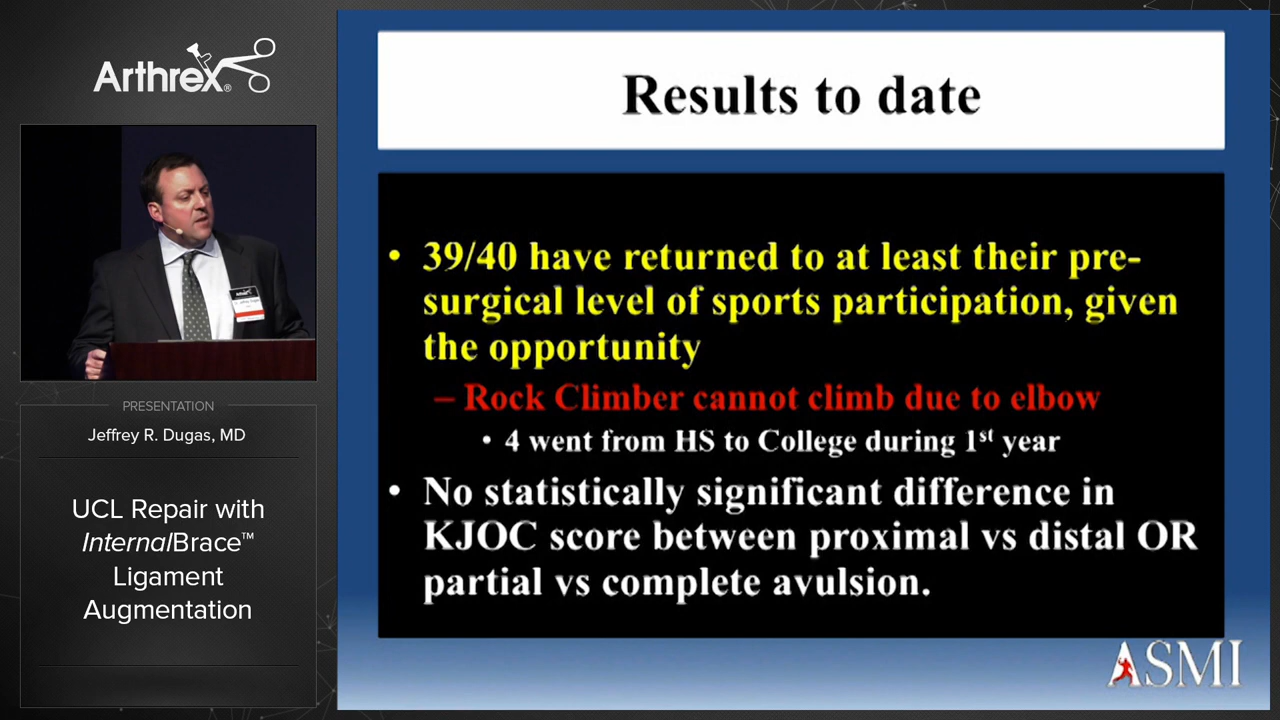 Arthrex®
PRESENTATION
Jeffrey R. Dugas, MD
UCL Repair with
InternalBrace™
Ligament
Augmentation
Results to date
• 39/40 have returned to at least their pre-
surgical level of sports participation, given
the opportunity
– Rock Climber cannot climb due to elbow
• 4 went from HS to College during 1st year
• No statistically significant difference in
KJOC score between proximal vs distal OR
partial vs complete avulsion.
ASMI